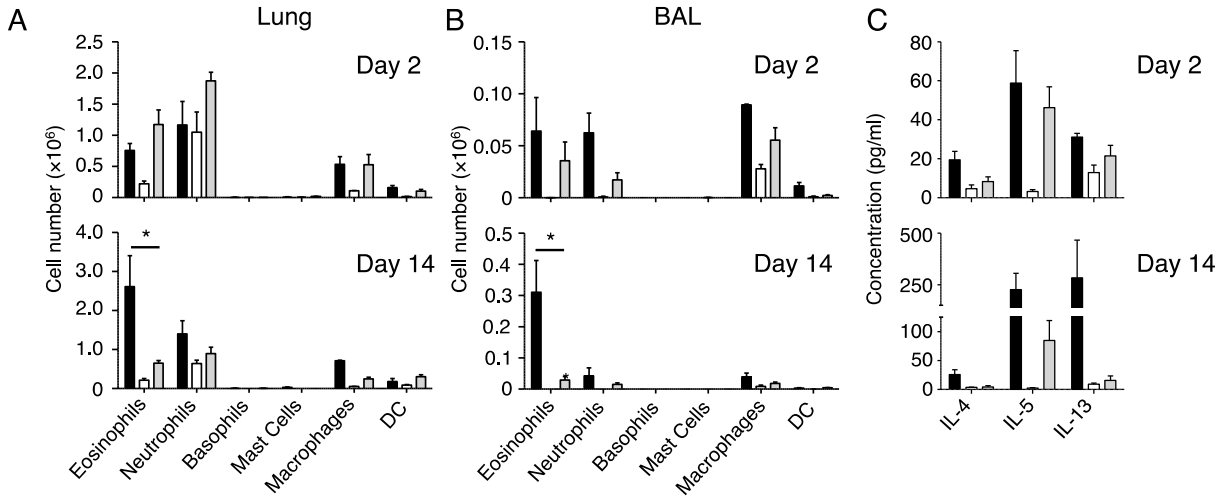 A
Lung
B
BAL
C
Day 2
Day 2
Day 2
Cell number (×10⁶)
2.5
2.0
1.5
1.0
0.5
0
Cell number (×10⁶)
0.15
0.10
0.05
0
Concentration (pg/ml)
80
60
40
20
0
Day 14
Day 14
Day 14
4.0
3.0
2.0
1.0
0
*
0.5
0.4
0.3
0.2
0.1
0
*
*
500
250
100
50
0
Eosinophils
Neutrophils
Basophils
Mast Cells
Macrophages
DC
Eosinophils
Neutrophils
Basophils
Mast Cells
Macrophages
DC
IL-4
IL-5
IL-13